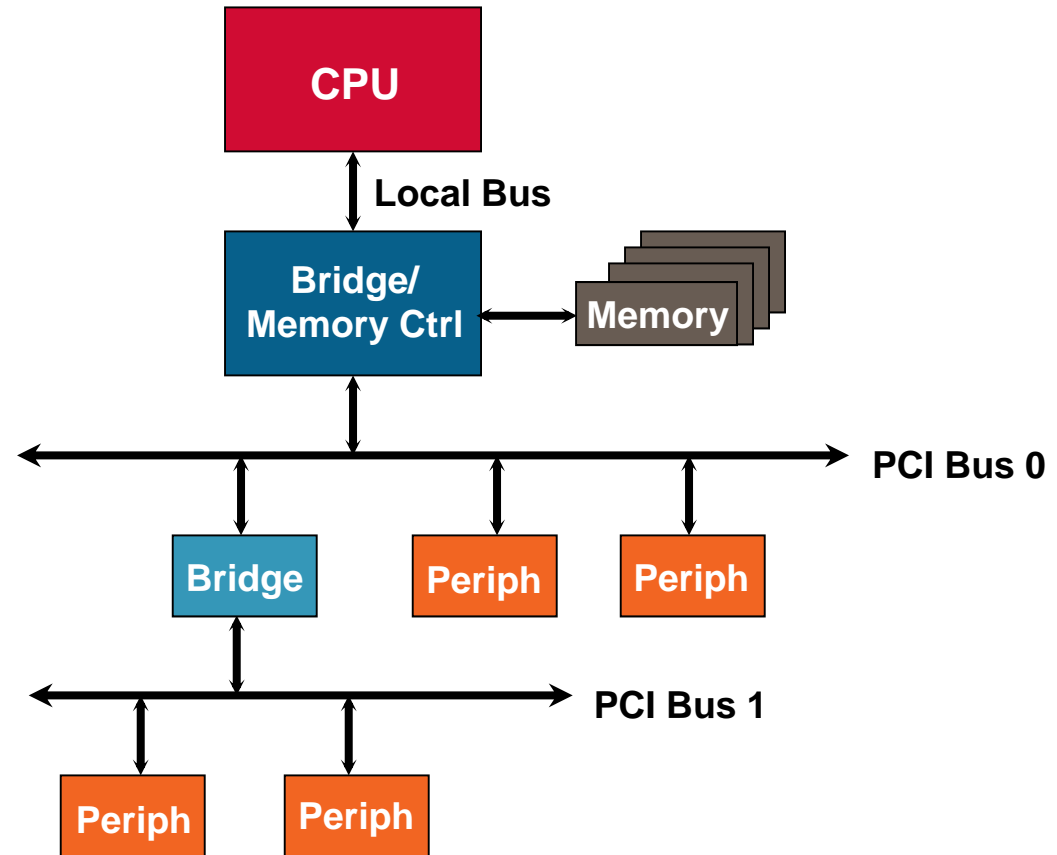 CPU
Local Bus
Bridge/
Memory Ctrl
Memory
PCI Bus 0
Bridge
Periph
Periph
PCI Bus 1
Periph
Periph